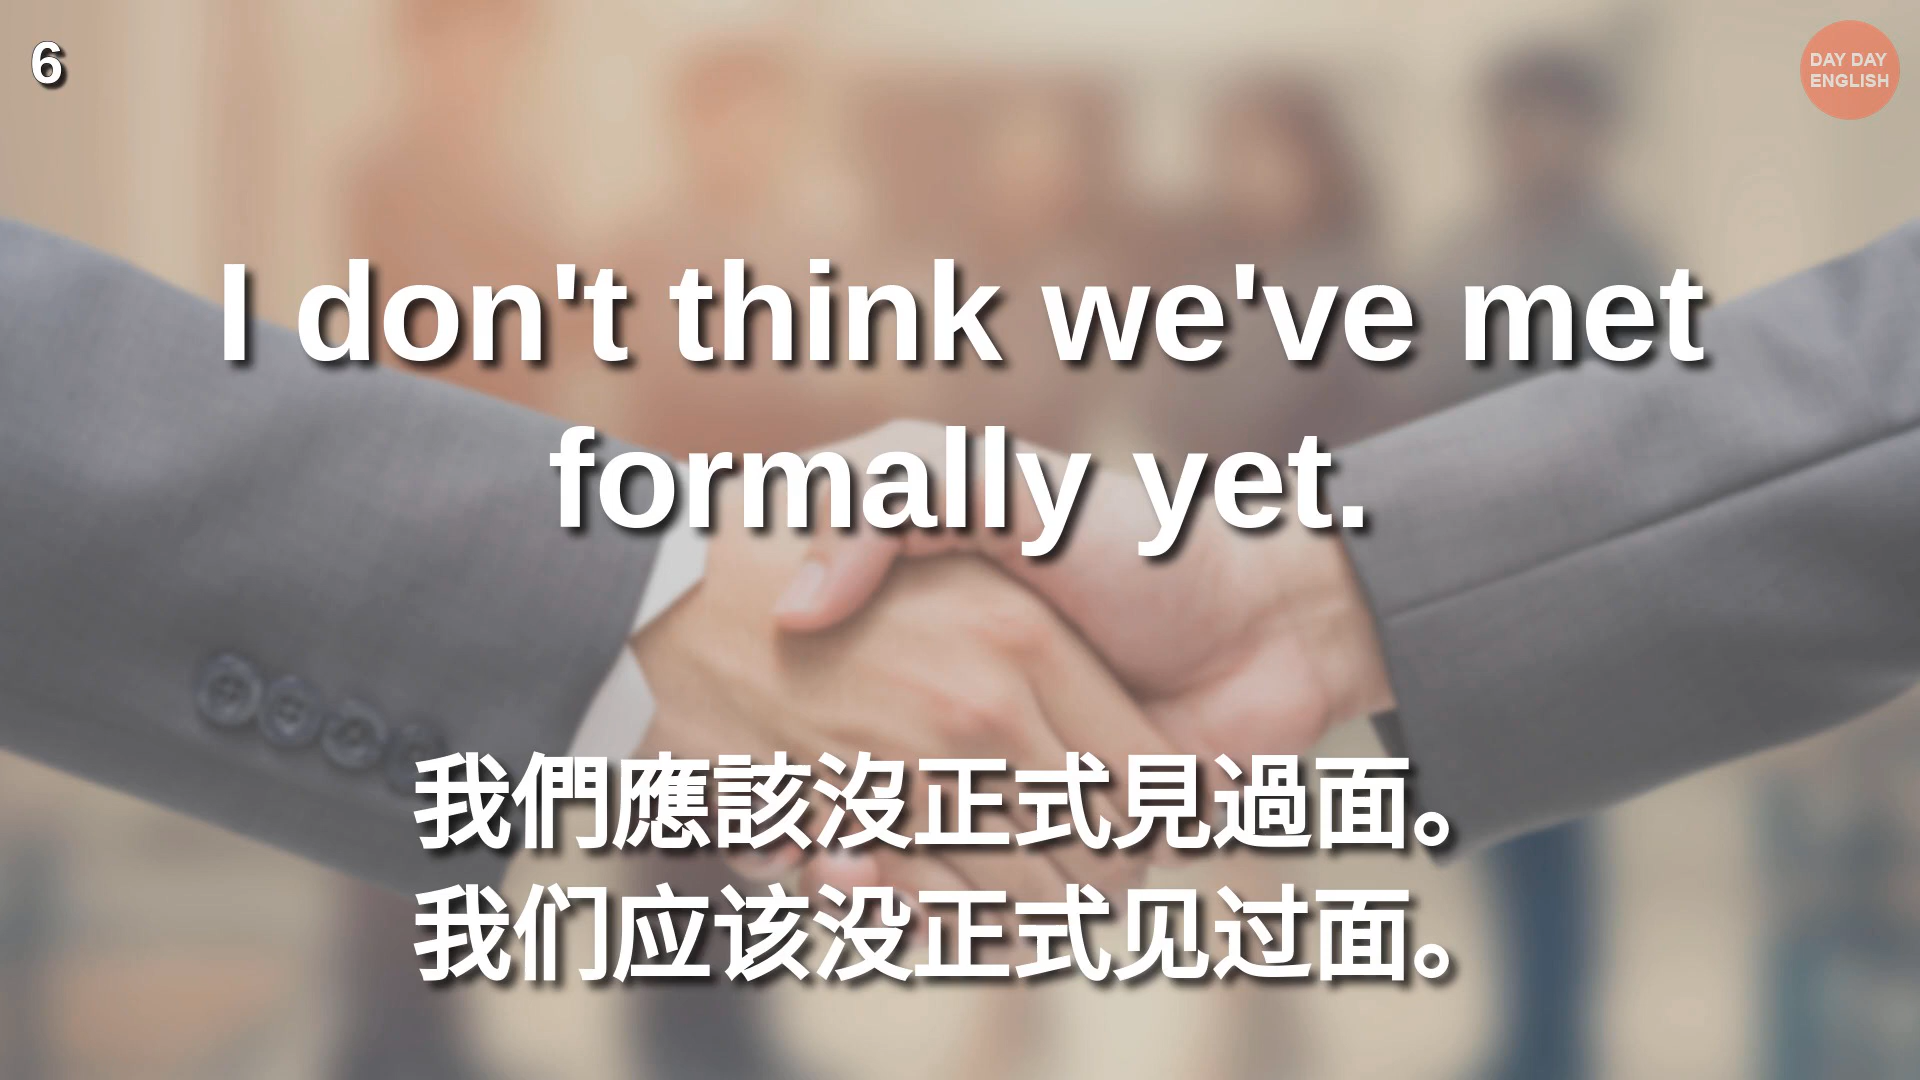 6
DAY DAY
ENGLISH
I don't think we've met
formally yet.
我們應該沒正式見過面。
我们应该没正式见过面。